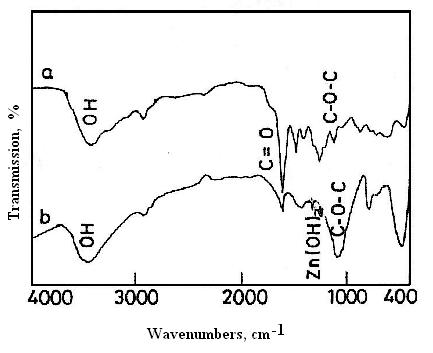 a
OH
C=O
C-O-C
Transmission, %
b
OH
Zn(OH)2
C-O-C
4000 3000 2000 1000 400
Wavenumbers, cm-1